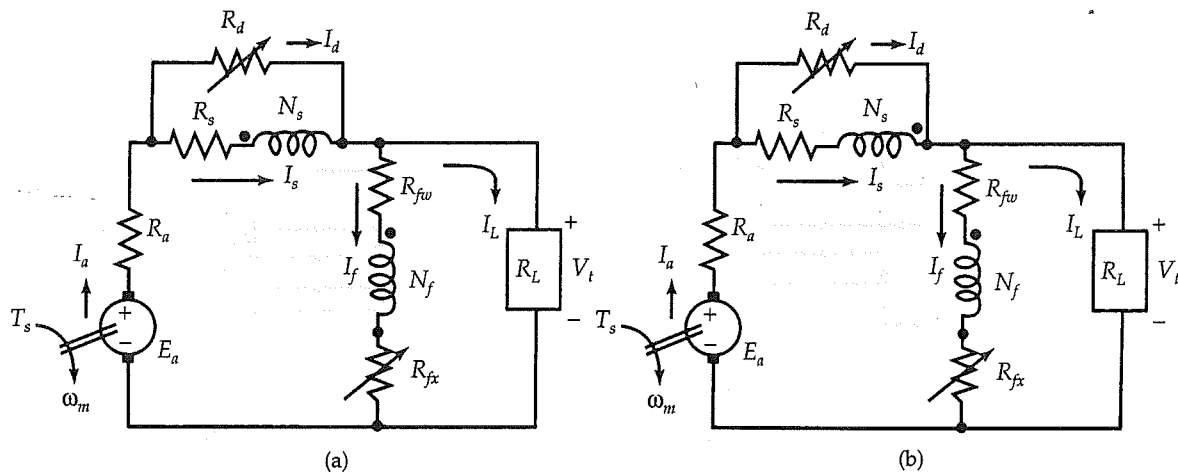 R_d
I_d
R_s
N_s
I_s
R_fw
I_L
R_a
I_a
I_f
N_f
R_L
+
V_t
−
T_s
+
−
E_a
R_fx
ω_m
(a)
R_d
I_d
R_s
N_s
I_s
R_fw
I_L
R_a
I_a
I_f
N_f
R_L
+
V_t
−
T_s
+
−
E_a
R_fx
ω_m
(b)